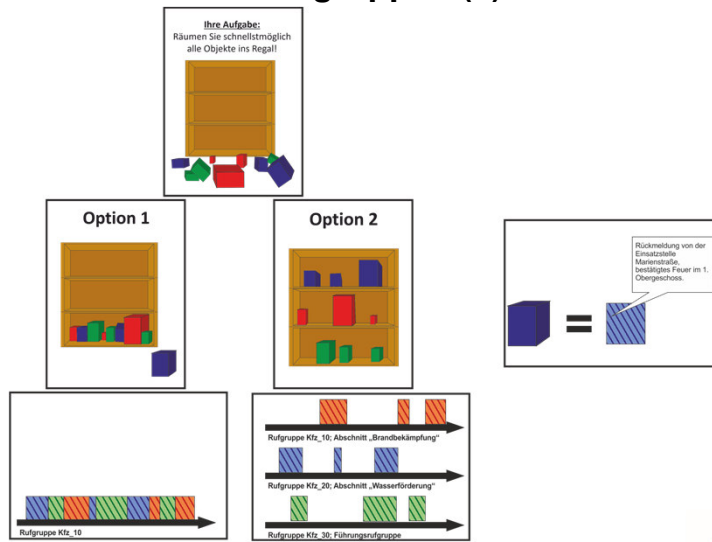 Ihre Aufgabe:
Räumen Sie schnellstmöglich
alle Objekte ins Regal!
Option 1
Option 2
Rückmeldung von der
Einsatzstelle
Marienstraße,
bestätigtes Feuer im 1.
Obergeschoss.
Rufgruppe Kfz_10
Rufgruppe Kfz_10; Abschnitt „Brandbekämpfung“
Rufgruppe Kfz_20; Abschnitt „Wasserförderung“
Rufgruppe Kfz_30; Führungsrufgruppe